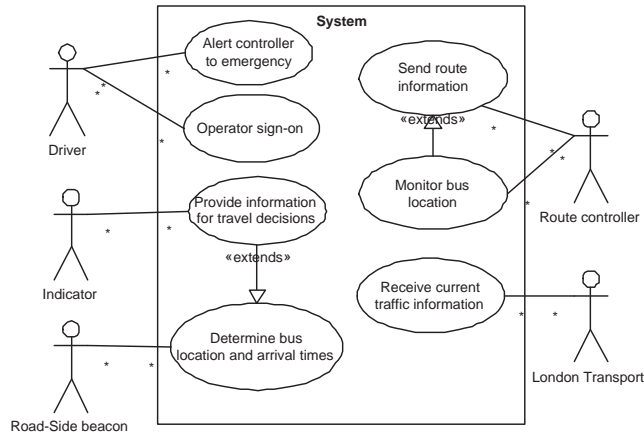 System
Alert controller
to emergency
*
*
*
Operator sign-on
*
Driver
Send route
information
«extends»
*
Monitor bus
location
*
*
*
Route controller
Provide information
for travel decisions
*
*
Indicator
«extends»
Receive current
traffic information
*
*
London Transport
Determine bus
location and arrival times
*
*
Road-Side beacon